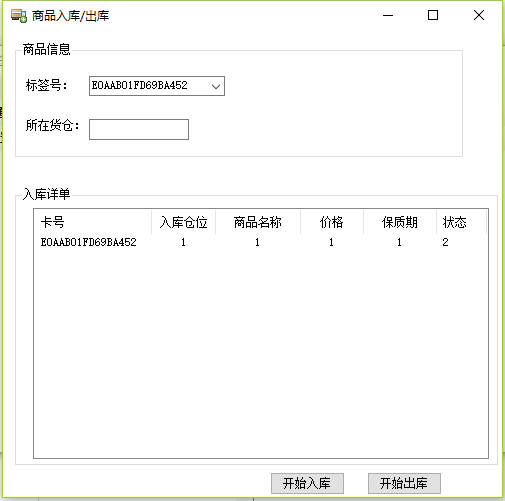 商品入库/出库
商品信息
标签号: E0AAB01FD69BA452
所在货仓:
入库详单
卡号 入库仓位 商品名称 价格 保质期 状态
E0AAB01FD69BA452 1 1 1 1 2
开始入库 开始出库